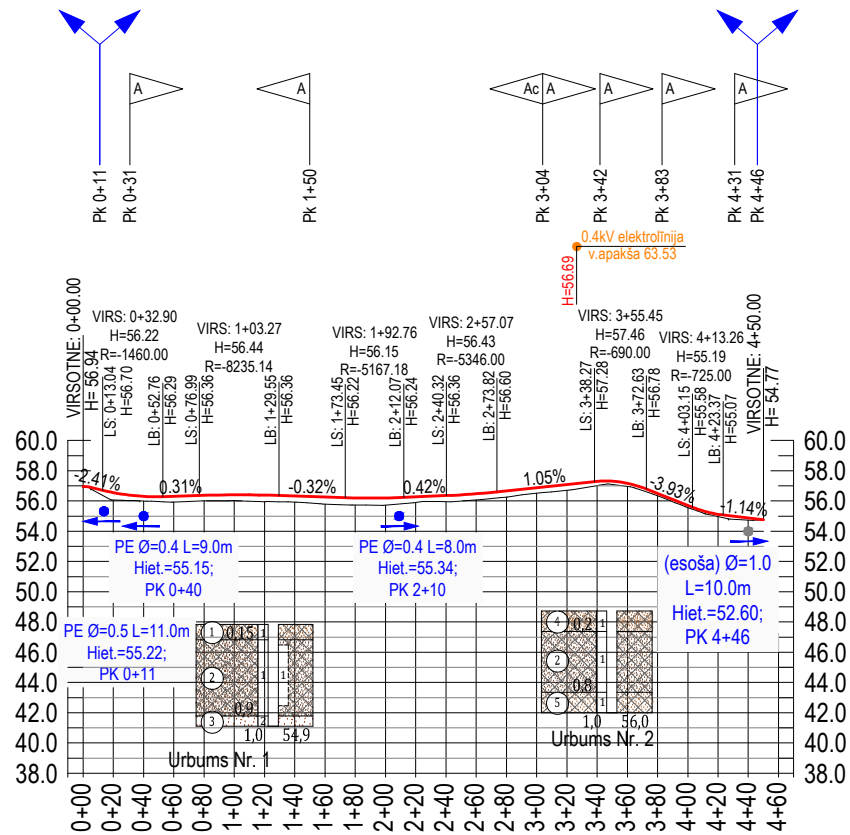 A
A
Ac
A
A
A
A
Pk 0+11
Pk 0+31
Pk 1+50
Pk 3+04
Pk 3+42
Pk 3+83
Pk 4+31
Pk 4+46
0.4kV elektrolīnija
v.apakša 63.53
H=56.69
VIRSOTNE: 0+00.00
H= 56.94
LS: 0+13.04
H=56.70
VIRS: 0+32.90
H=56.22
R=-1460.00
LB: 0+52.76
H=56.29
LS: 0+76.99
H=56.36
VIRS: 1+03.27
H=56.44
R=-8235.14
LB: 1+29.55
H=56.36
LS: 1+73.45
H=56.22
VIRS: 1+92.76
H=56.15
R=-5167.18
LB: 2+12.07
H=56.24
LS: 2+40.32
H=56.36
VIRS: 2+57.07
H=56.43
R=-5346.00
LB: 2+73.82
H=56.60
LS: 3+38.27
H=57.28
VIRS: 3+55.45
H=57.46
R=-690.00
LB: 3+72.63
H=56.78
LS: 4+03.15
H=55.58
VIRS: 4+13.26
H=55.19
R=-725.00
LB: 4+23.37
H=55.07
VIRSOTNE: 4+50.00
H= 54.77
60.0
58.0
56.0
54.0
52.0
50.0
48.0
46.0
44.0
42.0
40.0
38.0
-2.41%
0.31%
-0.32%
0.42%
1.05%
-3.93%
-1.14%
60.0
58.0
56.0
54.0
52.0
50.0
48.0
46.0
44.0
42.0
40.0
38.0
PE Ø=0.4 L=9.0m
Hiet.=55.15;
PK 0+40
PE Ø=0.4 L=8.0m
Hiet.=55.34;
PK 2+10
(esoša) Ø=1.0
L=10.0m
Hiet.=52.60;
PK 4+46
PE Ø=0.5 L=11.0m
Hiet.=55.22;
PK 0+11
1 0,15 1
2 1
0,9
3 2
1,0 54,9
Urbums Nr. 1
4 0,2 1
2
0,8
5 1
1,0 56,0
Urbums Nr. 2
0+00
0+20
0+40
0+60
0+80
1+00
1+20
1+40
1+60
1+80
2+00
2+20
2+40
2+60
2+80
3+00
3+20
3+40
3+60
3+80
4+00
4+20
4+40
4+60